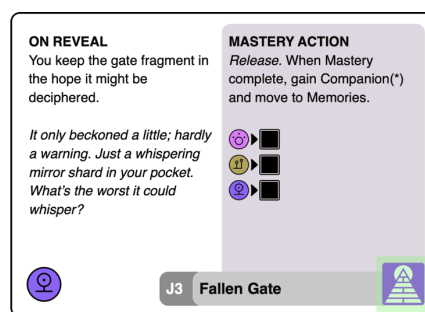 ON REVEAL
You keep the gate fragment in
the hope it might be
deciphered.
It only beckoned a little; hardly
a warning. Just a whispering
mirror shard in your pocket.
What's the worst it could
whisper?
MASTERY ACTION
Release. When Mastery
complete, gain Companion(*)
and move to Memories.
J3 Fallen Gate